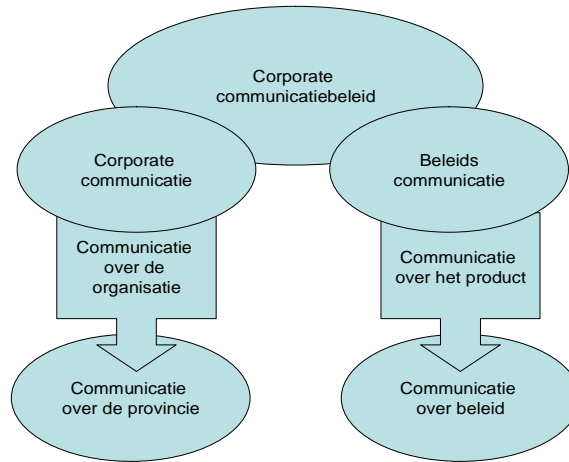 Corporate
communicatiebeleid
Corporate
communicatie
Beleids
communicatie
Communicatie
over de
organisatie
Communicatie
over het product
Communicatie
over de provincie
Communicatie
over beleid